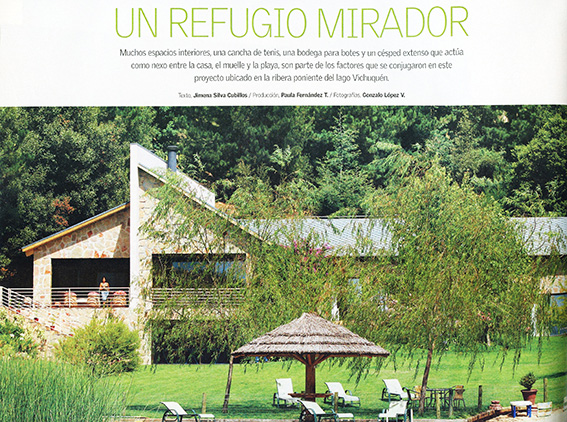 UN REFUGIO MIRADOR
Muchos espacios interiores, una cancha de tenis, una bodega para botes y un césped extenso que actúa
como nexo entre la casa, el muelle y la playa, son parte de los factores que se conjugaron en este
proyecto ubicado en la ribera poniente del lago Vichuquén.
Texto, Jimena Silva Cubillos / Producción, Paula Fernández T. / Fotografías, Gonzalo López V.